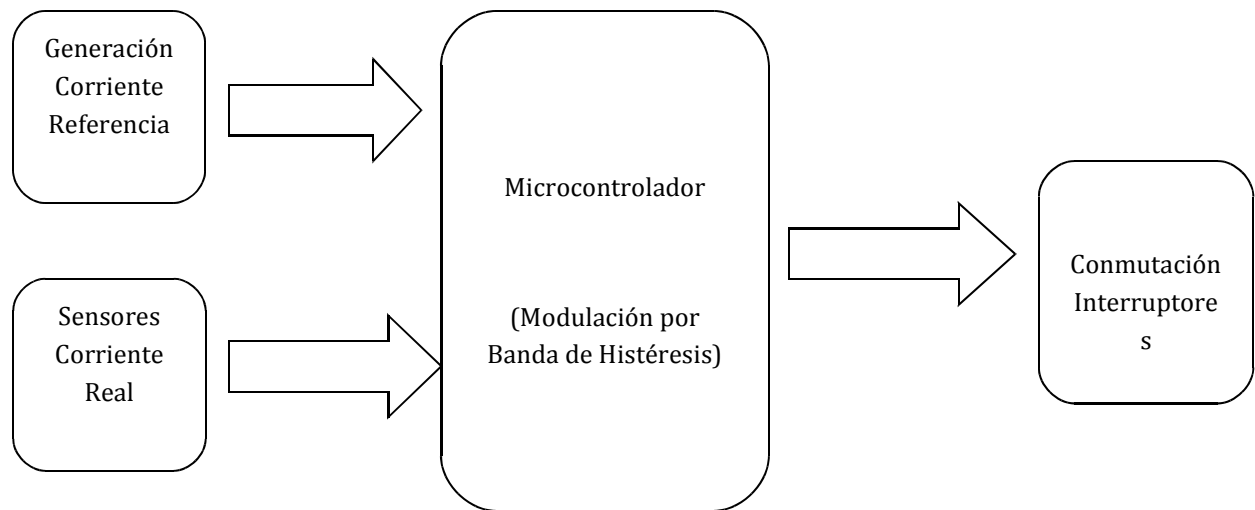 Generación
Corriente
Referencia
Sensores
Corriente
Real
Microcontrolador
(Modulación por
Banda de Histéresis)
Conmutación
Interruptore
s